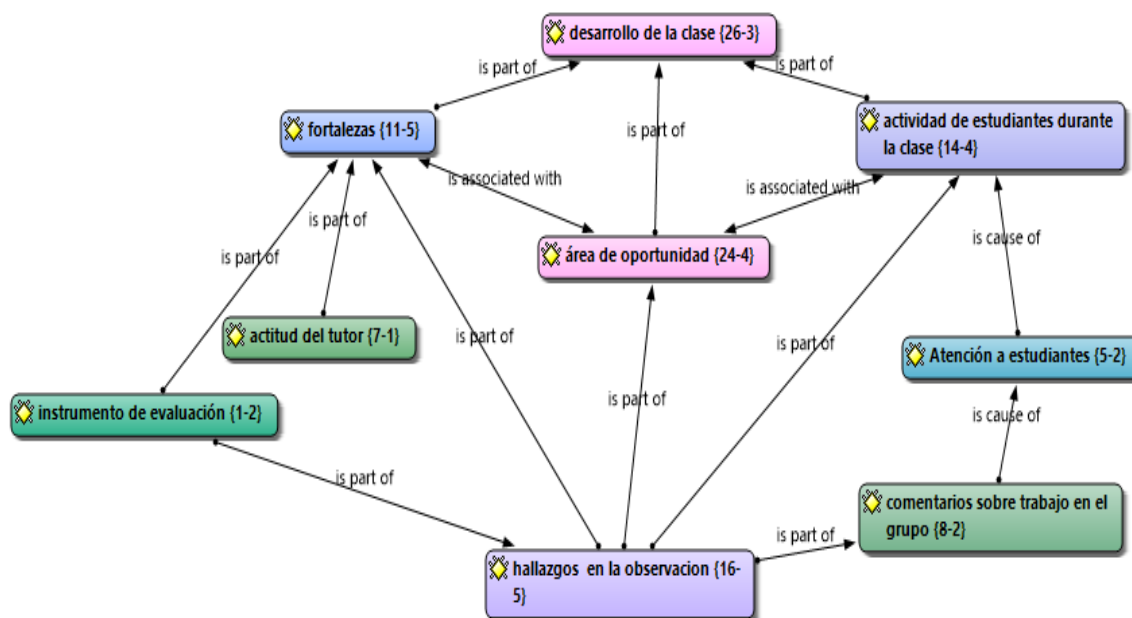 desarrollo de la clase {26-3}
is part of
is part of
fortalezas {11-5}
is part of
actividad de estudiantes durante
la clase {14-4}
is associated with
is associated with
is part of
is part of
área de oportunidad {24-4}
is cause of
actitud del tutor {7-1}
is part of
is part of
Atención a estudiantes {5-2}
is part of
instrumento de evaluación {1-2}
is cause of
is part of
comentarios sobre trabajo en el
grupo {8-2}
is part of
hallazgos en la observacion {16-
5}